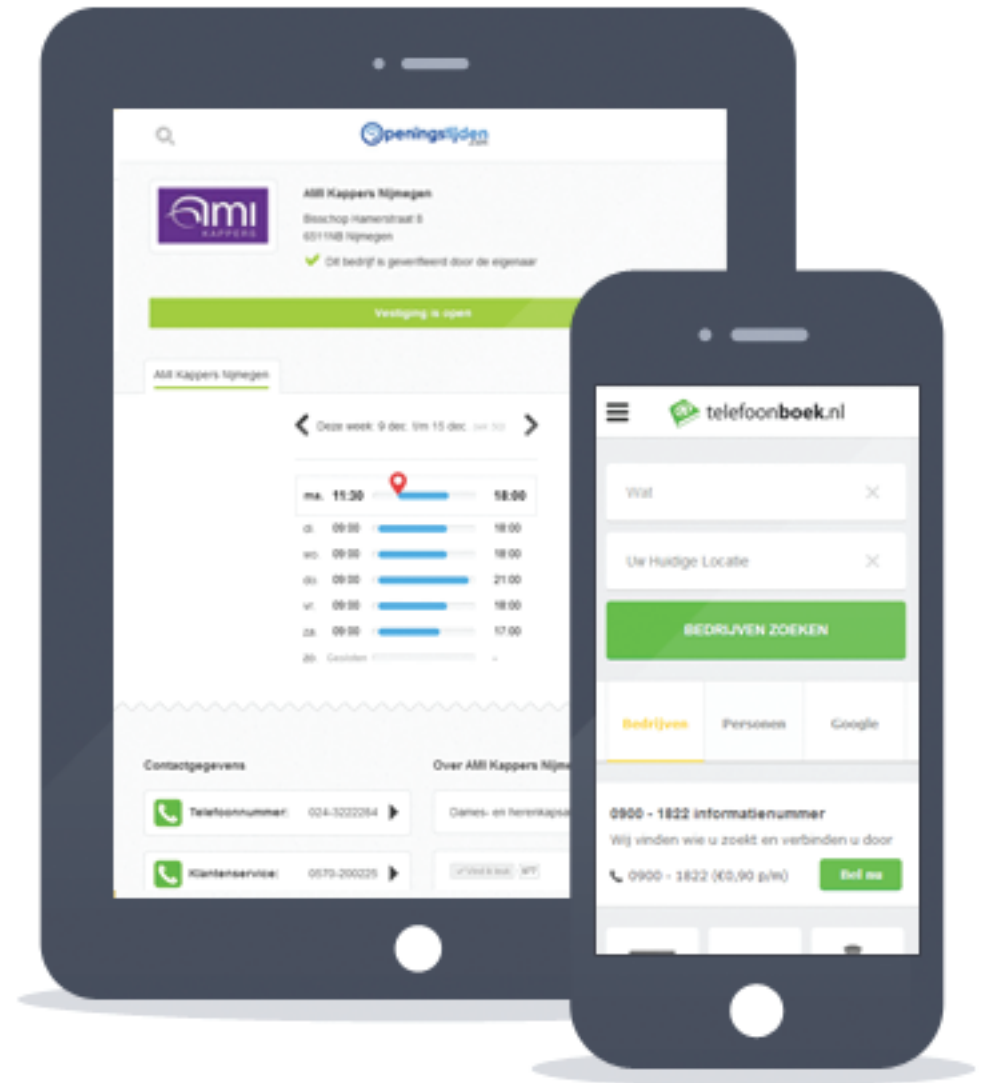 Openingstijden
.com
AMI
KAPPERS
AMI Kappers Nijmegen
Bisschop Hamerstraat 8
6511NB Nijmegen
Dit bedrijf is geverifieerd door de eigenaar
Vestiging is open
AMI Kappers Nijmegen
Deze week: 9 dec. t/m 15 dec.
ma. 11:30 18:00
di. 09:00 18:00
wo. 09:00 18:00
do. 09:00 21:00
vr. 09:00 18:00
za. 09:00 17:00
zo. Gesloten -
Contactgegevens
Telefoonnummer: 024-3222264
Klantenservice: 0570-200225
Over AMI Kappers Nijme
Dames- en herenkapsa
telefoonboek.nl
Wat
Uw Huidige Locatie
BEDRIJVEN ZOEKEN
Bedrijven Personen Google
0900 - 1822 informatienummer
Wij vinden wie u zoekt en verbinden u door
0900 - 1822 (€0,90 p/m) Bel nu